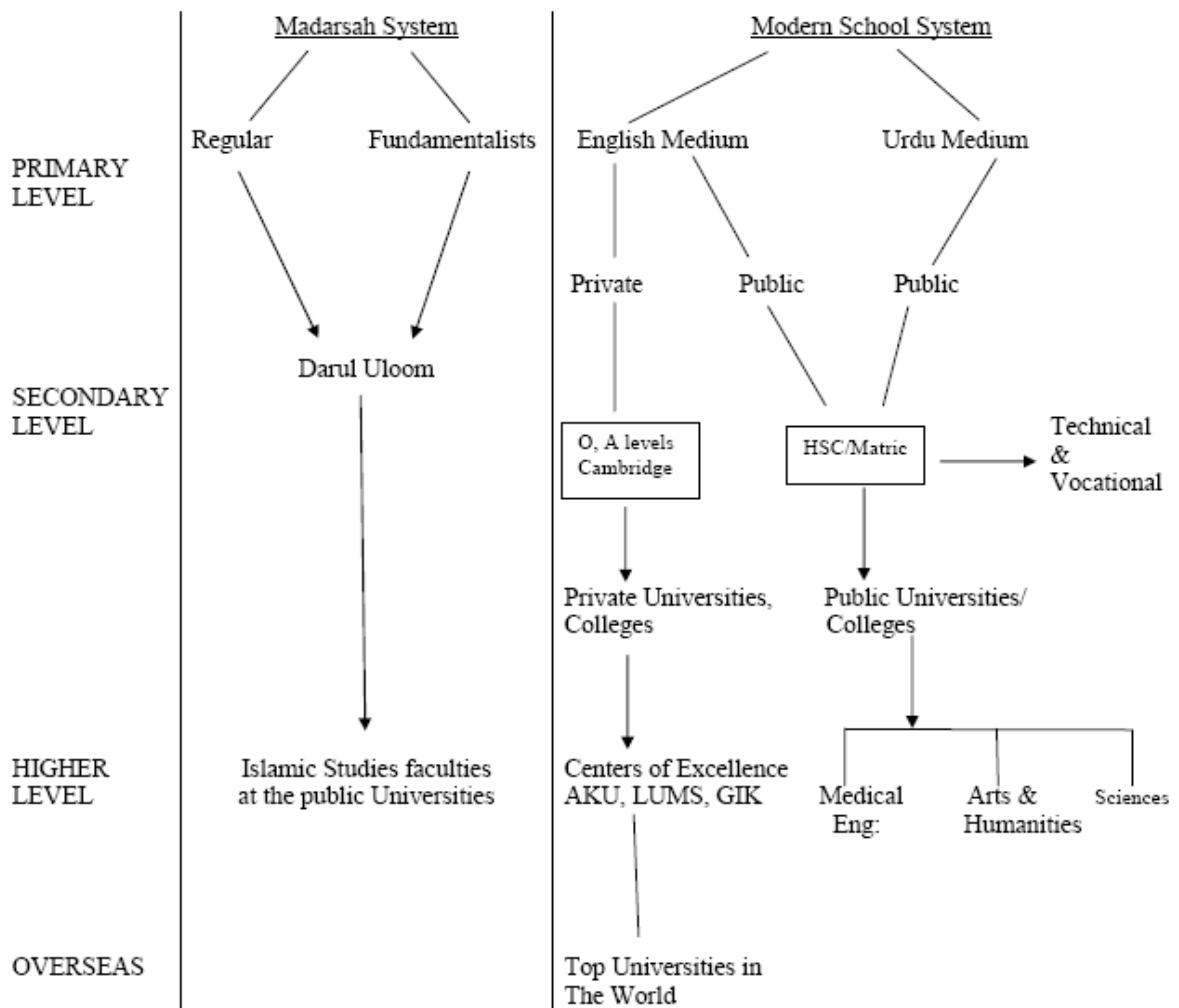 Madarsah System
Modern School System
Regular
Fundamentalists
English Medium
Urdu Medium
PRIMARY
LEVEL
Private
Public
Public
Darul Uloom
SECONDARY
LEVEL
O, A levels
Cambridge
HSC/Matric
Technical
&
Vocational
Private Universities,
Colleges
Public Universities/
Colleges
HIGHER
LEVEL
Islamic Studies faculties
at the public Universities
Centers of Excellence
AKU, LUMS, GIK
Medical
Eng:
Arts &
Humanities
Sciences
OVERSEAS
Top Universities in
The World